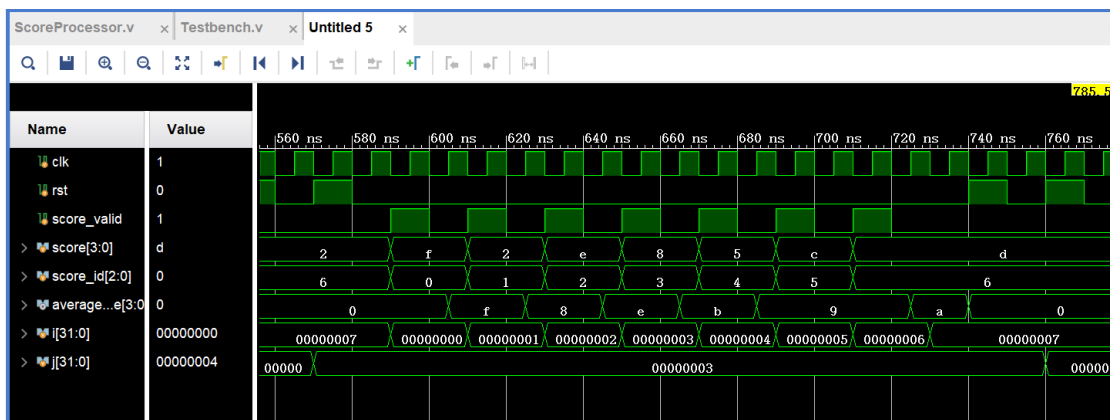 ScoreProcessor.v × Testbench.v × Untitled 5 ×
785.5
Name Value
560 ns 580 ns 600 ns 620 ns 640 ns 660 ns 680 ns 700 ns 720 ns 740 ns 760 ns
clk 1
rst 0
score_valid 1
> score[3:0] d 2 f 2 e 8 5 c d
> score_id[2:0] 0 6 0 1 2 3 4 5 6
> average...e[3:0 0 0 f 8 e b 9 a 0
> i[31:0] 00000000 00000007 00000000 00000001 00000002 00000003 00000004 00000005 00000006 00000007
> j[31:0] 00000004 00000 00000003 00000